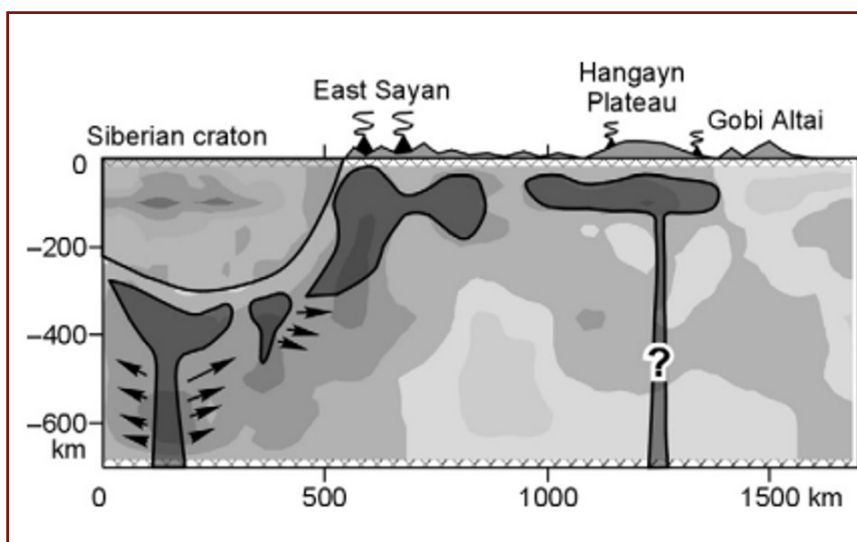 Hangayn
Plateau
East Sayan
Gobi Altai
Siberian craton
0
–200
–400
–600
km
?
0
500
1000
1500 km